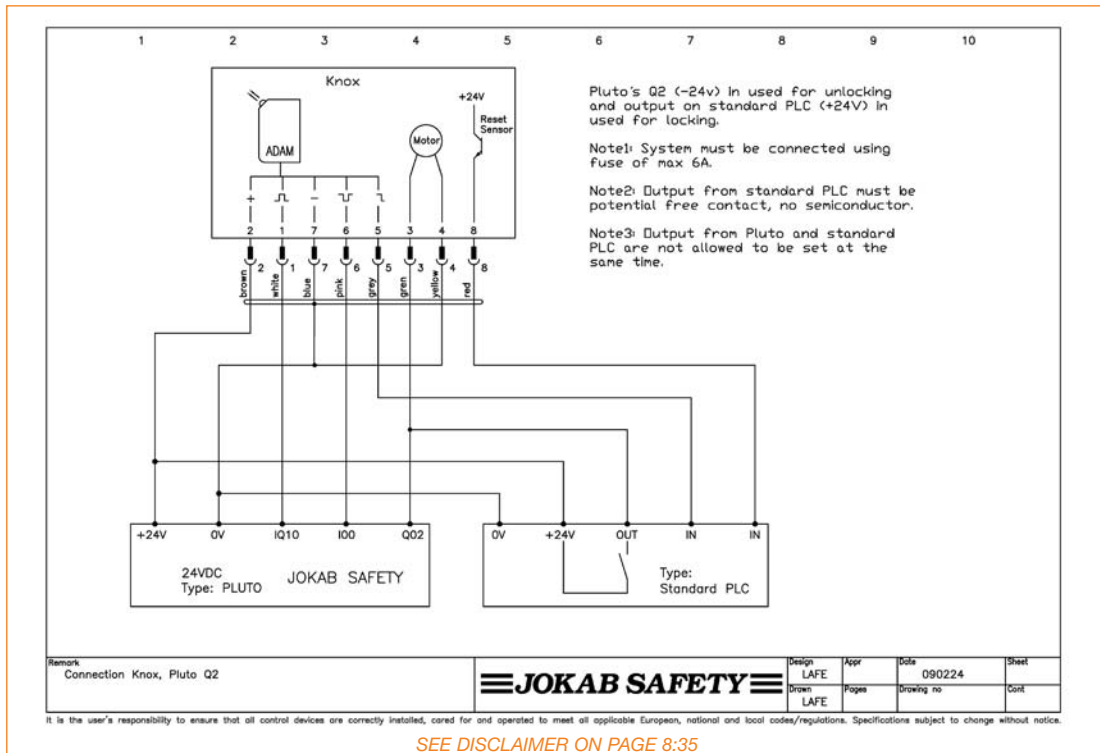 1 2 3 4 5 6 7 8 9 10
Knox
+24V
Reset
Sensor
ADAM
Motor
+ –
2 1 7 6 5 3 4 8
2 1 7 6 5 3 4 8
brown white blue pink grey gren yellow red
Pluto's Q2 (-24v) in used for unlocking
and output on standard PLC (+24V) in
used for locking.
Note1: System must be connected using
fuse of max 6A.
Note2: Output from standard PLC must be
potential free contact, no semiconductor.
Note3: Output from Pluto and standard
PLC are not allowed to be set at the
same time.
+24V 0V IQ10 I00 Q02
24VDC
Type: PLUTO
JOKAB SAFETY
0V +24V OUT IN IN
Type:
Standard PLC
Remark
Connection Knox, Pluto Q2
JOKAB SAFETY
Design
LAFE
Appr
Date
090224
Sheet
Drawn
LAFE
Pages
Drawing no
Cont
It is the user's responsibility to ensure that all control devices are correctly installed, cared for and operated to meet all applicable European, national and local codes/regulations. Specifications subject to change without notice.
SEE DISCLAIMER ON PAGE 8:35